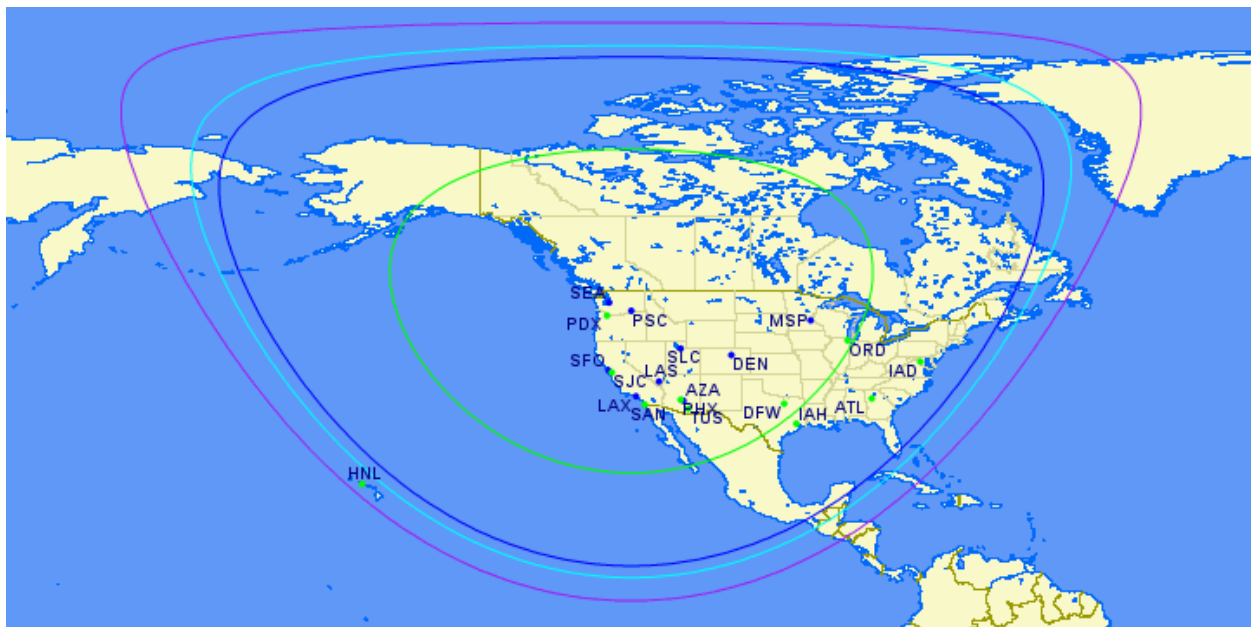 SEA
PDX
PSC
MSP
ORD
SFO
SLC
DEN
IAD
SJC
LAS
AZA
LAX
SAN
PHX
TUS
DFW
IAH
ATL
HNL